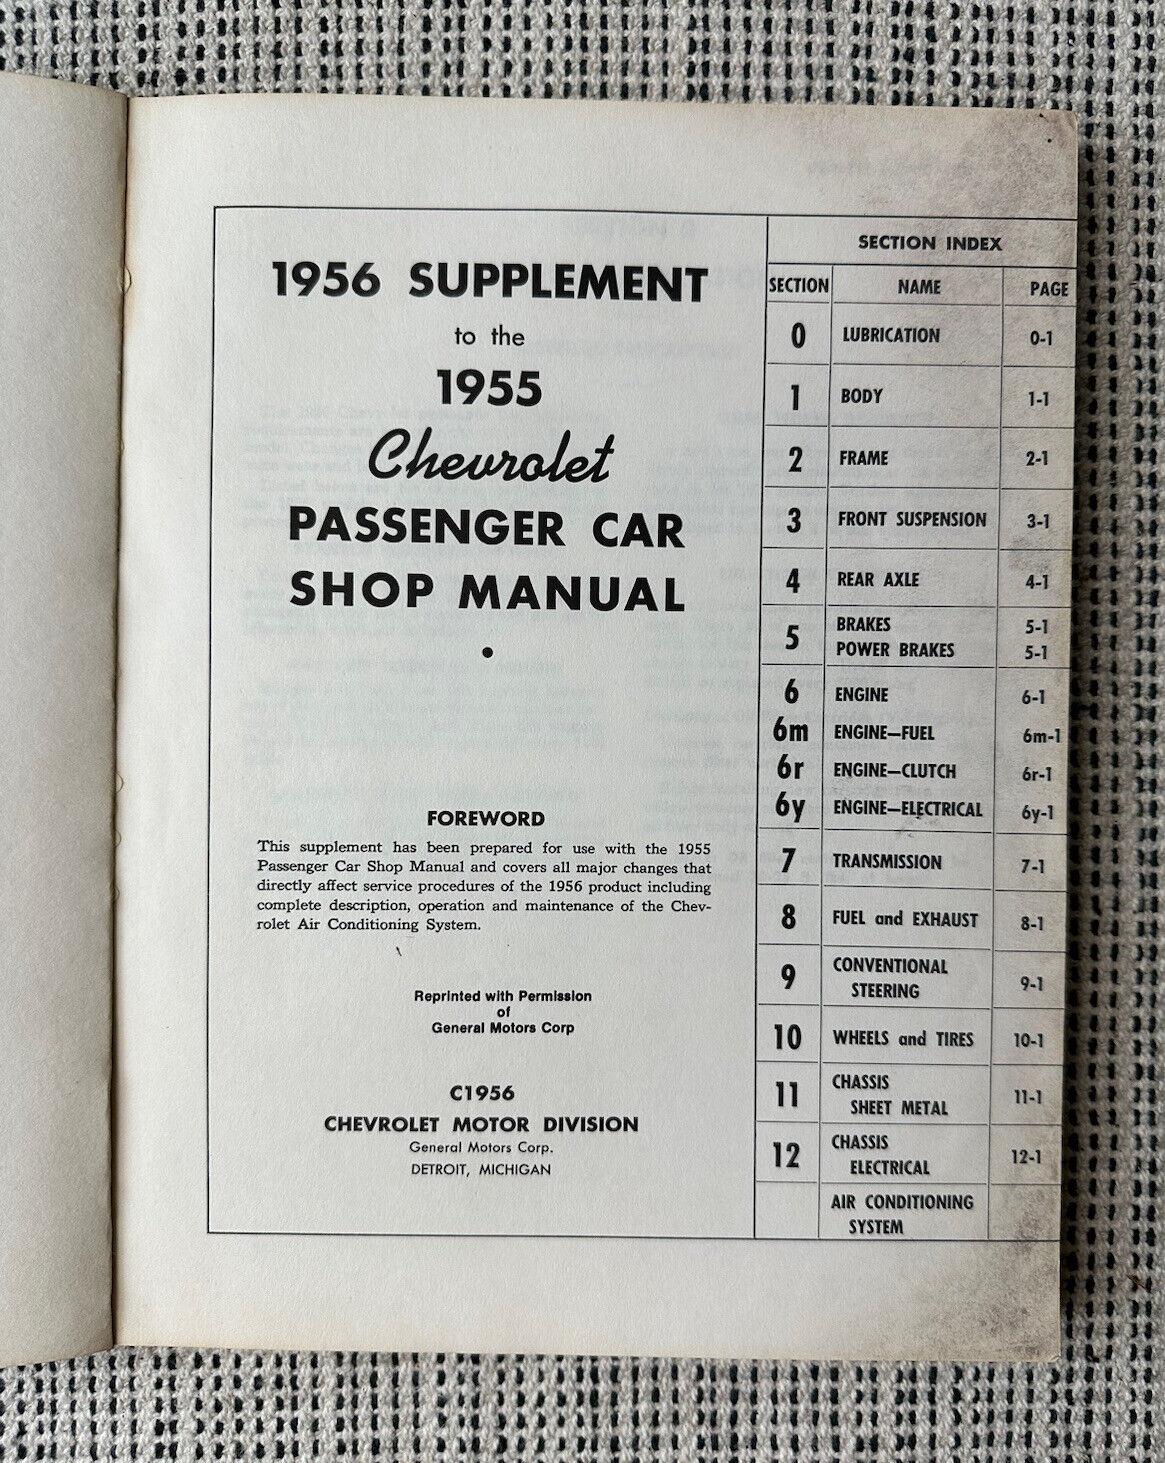 1956 SUPPLEMENT
to the
1955
Chevrolet
PASSENGER CAR
SHOP MANUAL
•
FOREWORD
This supplement has been prepared for use with the 1955
Passenger Car Shop Manual and covers all major changes that
directly affect service procedures of the 1956 product including
complete description, operation and maintenance of the Chev-
rolet Air Conditioning System.
Reprinted with Permission
of
General Motors Corp
C1956
CHEVROLET MOTOR DIVISION
General Motors Corp.
DETROIT, MICHIGAN
SECTION INDEX
SECTION NAME PAGE
0 LUBRICATION 0-1
1 BODY 1-1
2 FRAME 2-1
3 FRONT SUSPENSION 3-1
4 REAR AXLE 4-1
5 BRAKES 5-1
POWER BRAKES 5-1
6 ENGINE 6-1
6m ENGINE—FUEL 6m-1
6r ENGINE—CLUTCH 6r-1
6y ENGINE—ELECTRICAL 6y-1
7 TRANSMISSION 7-1
8 FUEL and EXHAUST 8-1
9 CONVENTIONAL
STEERING 9-1
10 WHEELS and TIRES 10-1
11 CHASSIS
SHEET METAL 11-1
12 CHASSIS
ELECTRICAL 12-1
AIR CONDITIONING
SYSTEM